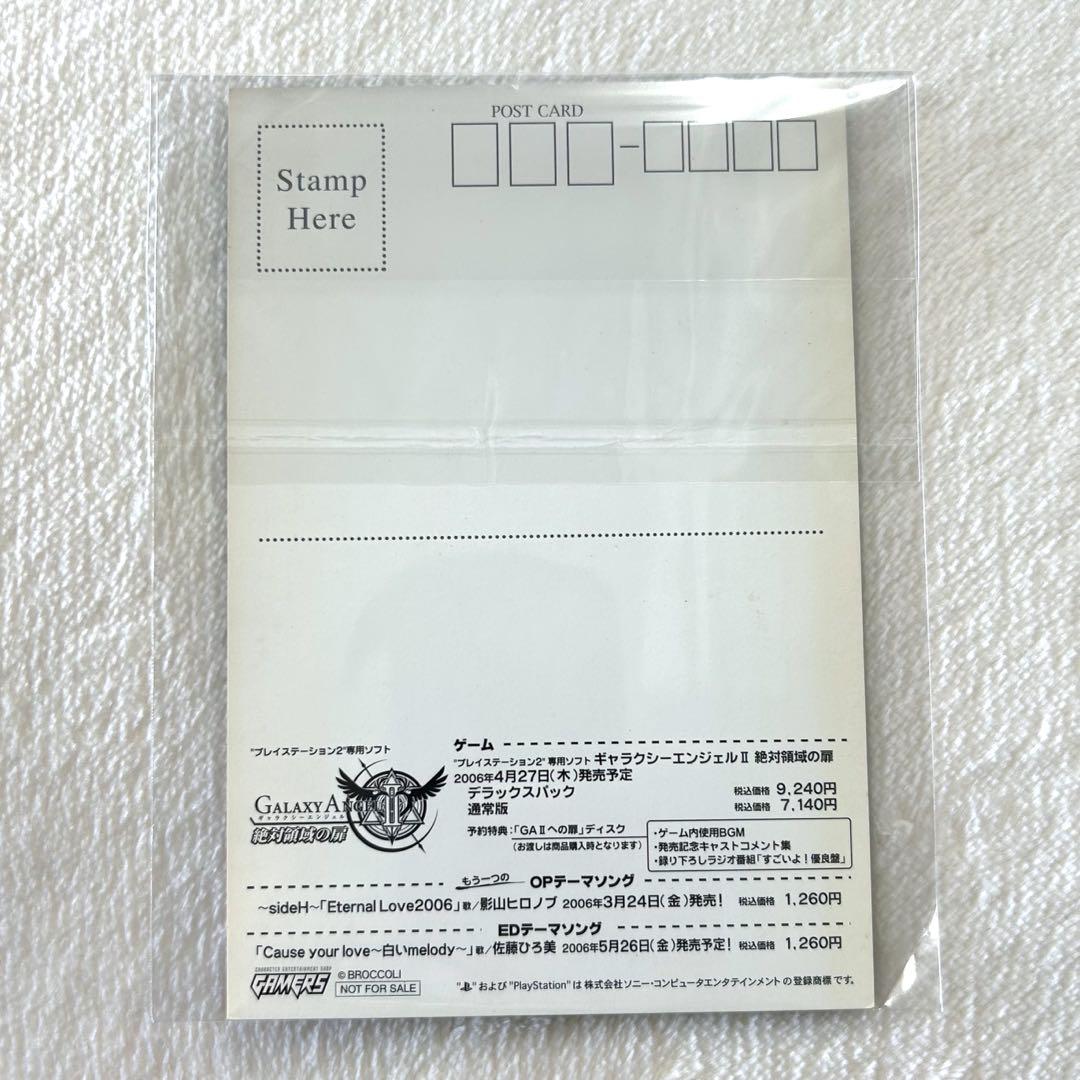 POST CARD
Stamp
Here
"プレイステーション2"専用ソフト
GALAXY ANGEL II
ギャラクシーエンジェル
絶対領域の扉
ゲーム
"プレイステーション2" 専用ソフト ギャラクシーエンジェルⅡ 絶対領域の扉
2006年4月27日(木)発売予定
デラックスパック 税込価格 9,240円
通常版 税込価格 7,140円
予約特典:「GAⅡへの扉」ディスク
(お渡しは商品購入時となります)
・ゲーム内使用BGM
・発売記念キャストコメント集
・録り下ろしラジオ番組「すごいよ!優良盤」
もう一つの OPテーマソング
~sideH~「Eternal Love2006」歌/影山ヒロノブ 2006年3月24日(金)発売! 税込価格 1,260円
EDテーマソング
「Cause your love~白いmelody~」歌/佐藤ひろ美 2006年5月26日(金)発売予定! 税込価格 1,260円
CHARACTER ENTERTAINMENT SHOP
GAMERS
© BROCCOLI
NOT FOR SALE
" " および "PlayStation" は 株式会社ソニー・コンピュータエンタテインメント の登録商標 です。